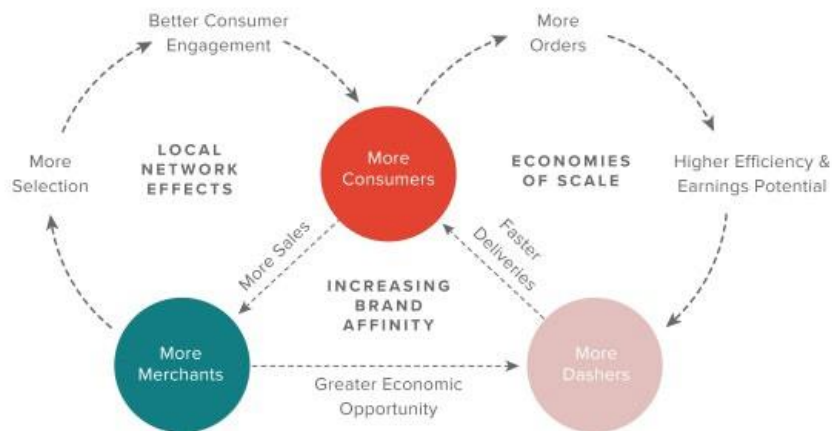 Better Consumer
Engagement
More
Orders
More
Selection
LOCAL
NETWORK
EFFECTS
More
Consumers
ECONOMIES
OF SCALE
Higher Efficiency &
Earnings Potential
More Sales
Faster
Deliveries
INCREASING
BRAND
AFFINITY
More
Merchants
Greater Economic
Opportunity
More
Dashers